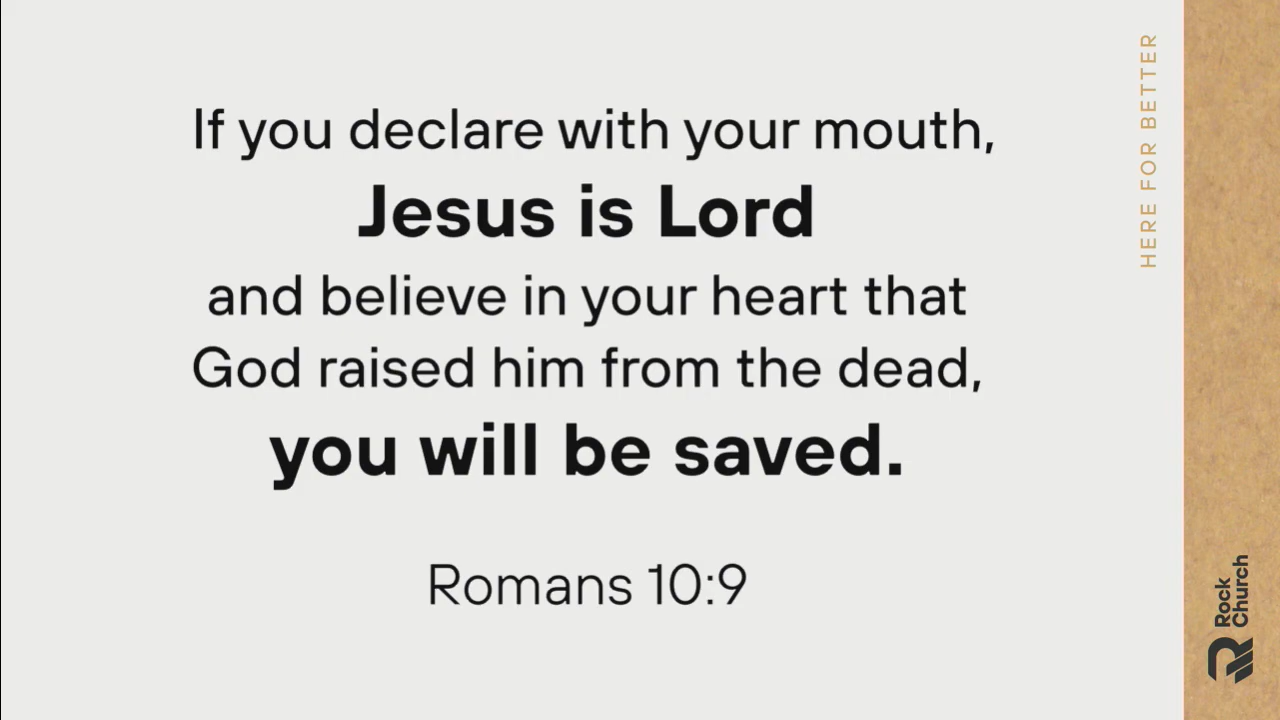 If you declare with your mouth,
Jesus is Lord
and believe in your heart that
God raised him from the dead,
you will be saved.
Romans 10:9
HERE FOR BETTER
Rock
Church